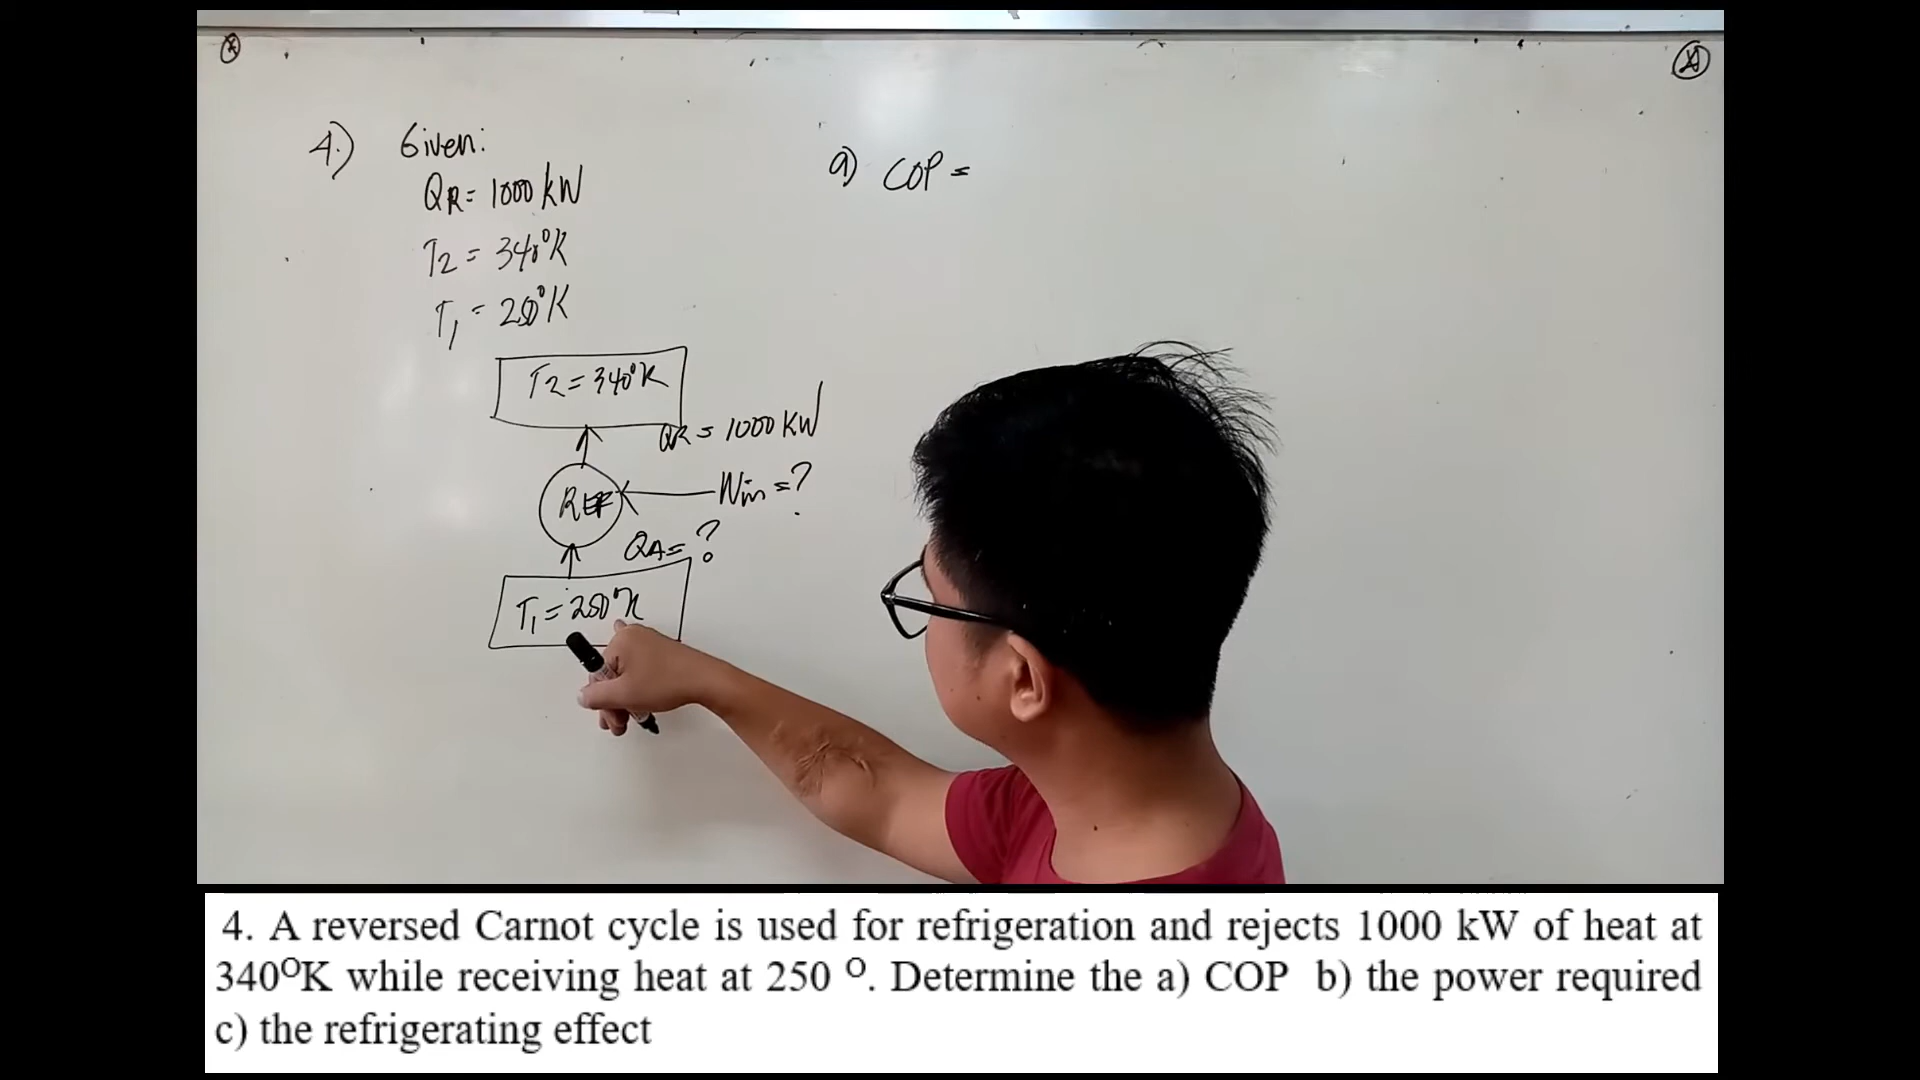 4.) Given:
QR = 1000 kW
T2 = 340°K
T1 = 250°K
T2 = 340°K
QR = 1000 KW
REF
Win = ?
QA = ?
T1 = 250°K
a) COP =
4. A reversed Carnot cycle is used for refrigeration and rejects 1000 kW of heat at
340°K while receiving heat at 250 °. Determine the a) COP b) the power required
c) the refrigerating effect